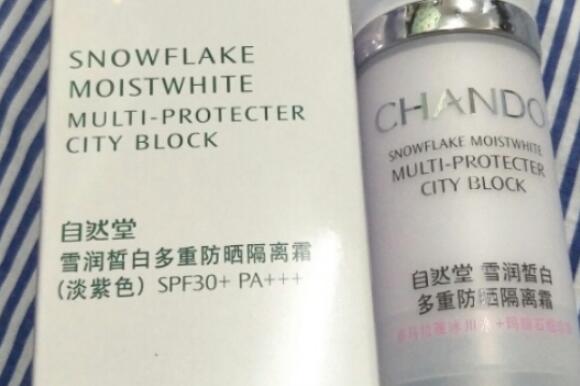 SNOWFLAKE
MOISTWHITE
MULTI-PROTECTER
CITY BLOCK
自然堂
雪润皙白多重防晒隔离霜
(淡紫色) SPF30+ PA+++
CHANDO
SNOWFLAKE MOISTWHITE
MULTI-PROTECTER
CITY BLOCK
自然堂 雪润皙白
多重防晒隔离霜